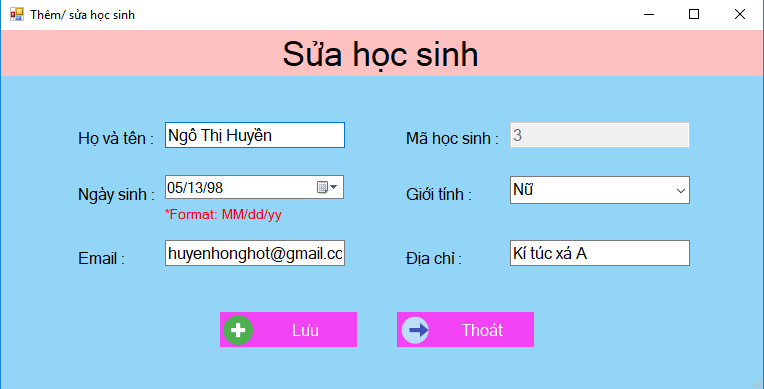 Thêm/ sửa học sinh
Sửa học sinh
Họ và tên : Ngô Thị Huyền Mã học sinh : 3
Ngày sinh : 05/13/98 Giới tính : Nữ
*Format: MM/dd/yy
Email : huyenhonghot@gmail.cc Địa chỉ : Kí túc xá A
Lưu Thoát